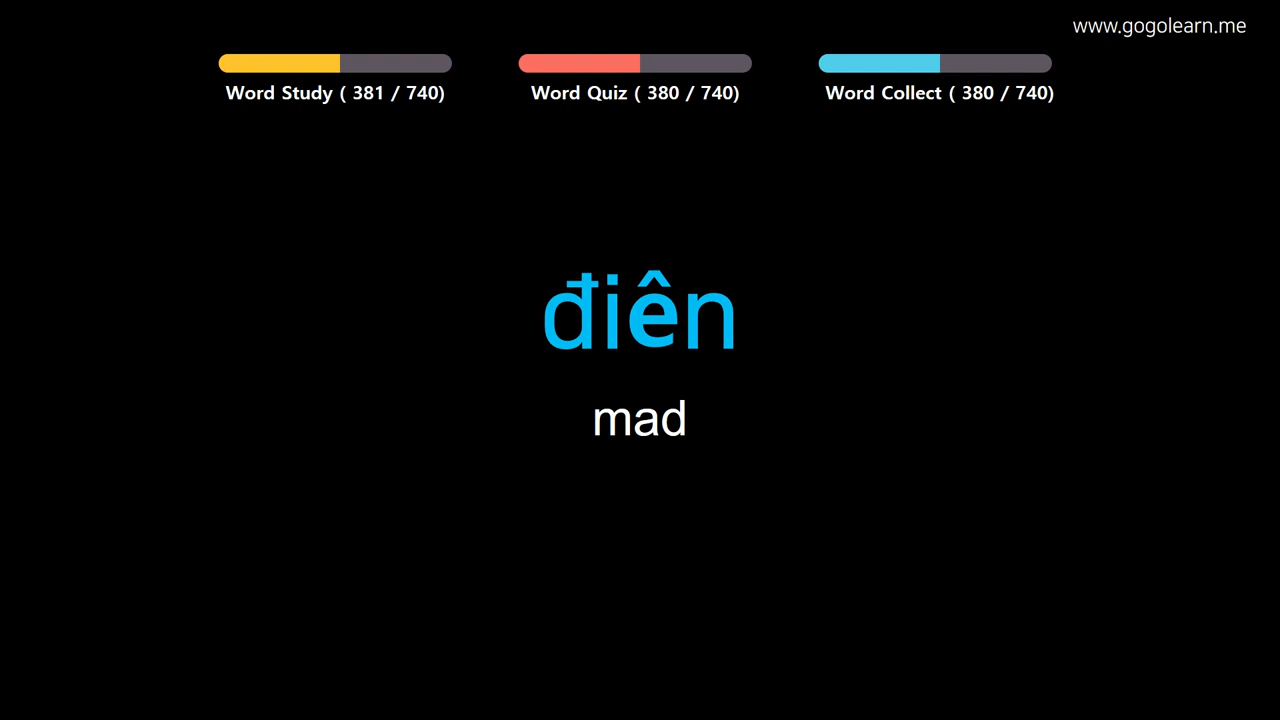 www.gogolearn.me
Word Study ( 381 / 740)
Word Quiz ( 380 / 740)
Word Collect ( 380 / 740)
điên
mad